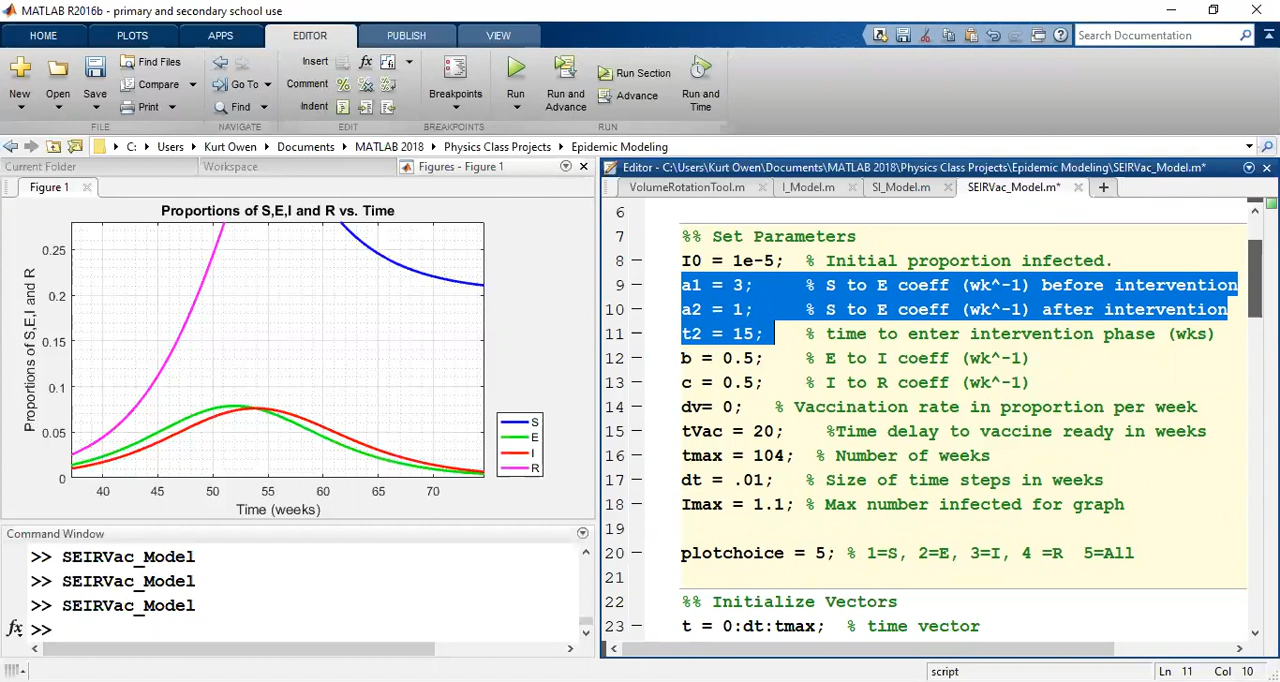 MATLAB R2016b - primary and secondary school use
HOME PLOTS APPS EDITOR PUBLISH VIEW
Search Documentation
New Open Save
Find Files
Compare
Print
Go To
Find
Insert
Comment
Indent
fx
Breakpoints
Run
Run and Advance
Run Section
Advance
Run and Time
FILE NAVIGATE EDIT BREAKPOINTS RUN
C: Users Kurt Owen Documents MATLAB 2018 Physics Class Projects Epidemic Modeling
Current Folder Workspace Figures - Figure 1
Figure 1
Proportions of S,E,I and R vs. Time
Proportions of S,E,I and R
0.25
0.2
0.15
0.1
0.05
0
40 45 50 55 60 65 70
Time (weeks)
S
E
I
R
Command Window
>> SEIRVac_Model
>> SEIRVac_Model
>> SEIRVac_Model
fx >>
Editor - C:\Users\Kurt Owen\Documents\MATLAB 2018\Physics Class Projects\Epidemic Modeling\SEIRVac_Model.m*
VolumeRotationTool.m I_Model.m SI_Model.m SEIRVac_Model.m* +
6
7 %% Set Parameters
8 — I0 = 1e-5; % Initial proportion infected.
9 — a1 = 3; % S to E coeff (wk^-1) before intervention
10 — a2 = 1; % S to E coeff (wk^-1) after intervention
11 — t2 = 15; % time to enter intervention phase (wks)
12 — b = 0.5; % E to I coeff (wk^-1)
13 — c = 0.5; % I to R coeff (wk^-1)
14 — dv= 0; % Vaccination rate in proportion per week
15 — tVac = 20; %Time delay to vaccine ready in weeks
16 — tmax = 104; % Number of weeks
17 — dt = .01; % Size of time steps in weeks
18 — Imax = 1.1; % Max number infected for graph
19
20 — plotchoice = 5; % 1=S, 2=E, 3=I, 4 =R 5=All
21
22 %% Initialize Vectors
23 — t = 0:dt:tmax; % time vector
script Ln 11 Col 10